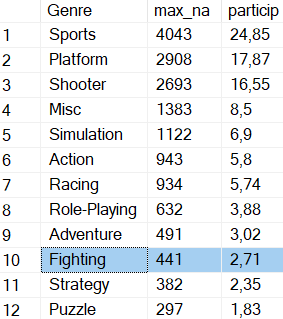 Genre max_na particip
1 Sports 4043 24,85
2 Platform 2908 17,87
3 Shooter 2693 16,55
4 Misc 1383 8,5
5 Simulation 1122 6,9
6 Action 943 5,8
7 Racing 934 5,74
8 Role-Playing 632 3,88
9 Adventure 491 3,02
10 Fighting 441 2,71
11 Strategy 382 2,35
12 Puzzle 297 1,83